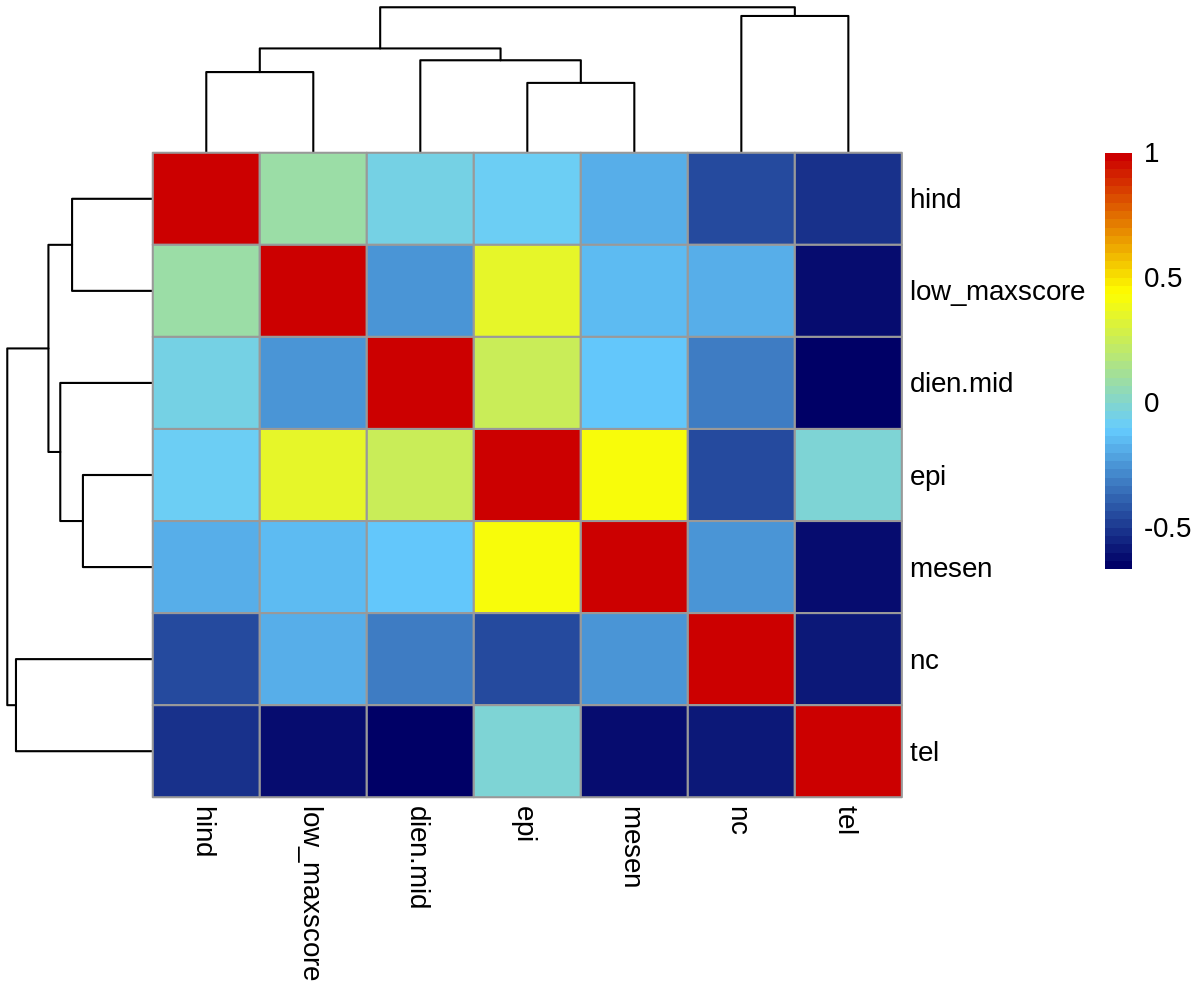 1
hind
0.5
low_maxscore
dien.mid
0
epi
-0.5
mesen
nc
tel
hind
low_maxscore
dien.mid
epi
mesen
nc
tel